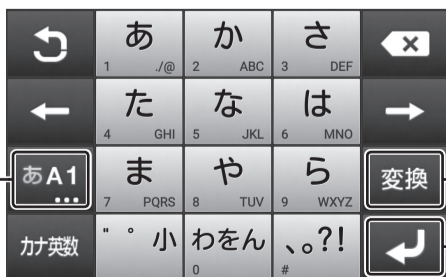 あ か さ
1 ./@ 2 ABC 3 DEF
た な は
4 GHI 5 JKL 6 MNO
あA1 ま や ら 変換
... 7 PQRS 8 TUV 9 WXYZ
カナ英数 " ° 小 わをん 、。?!
0 #